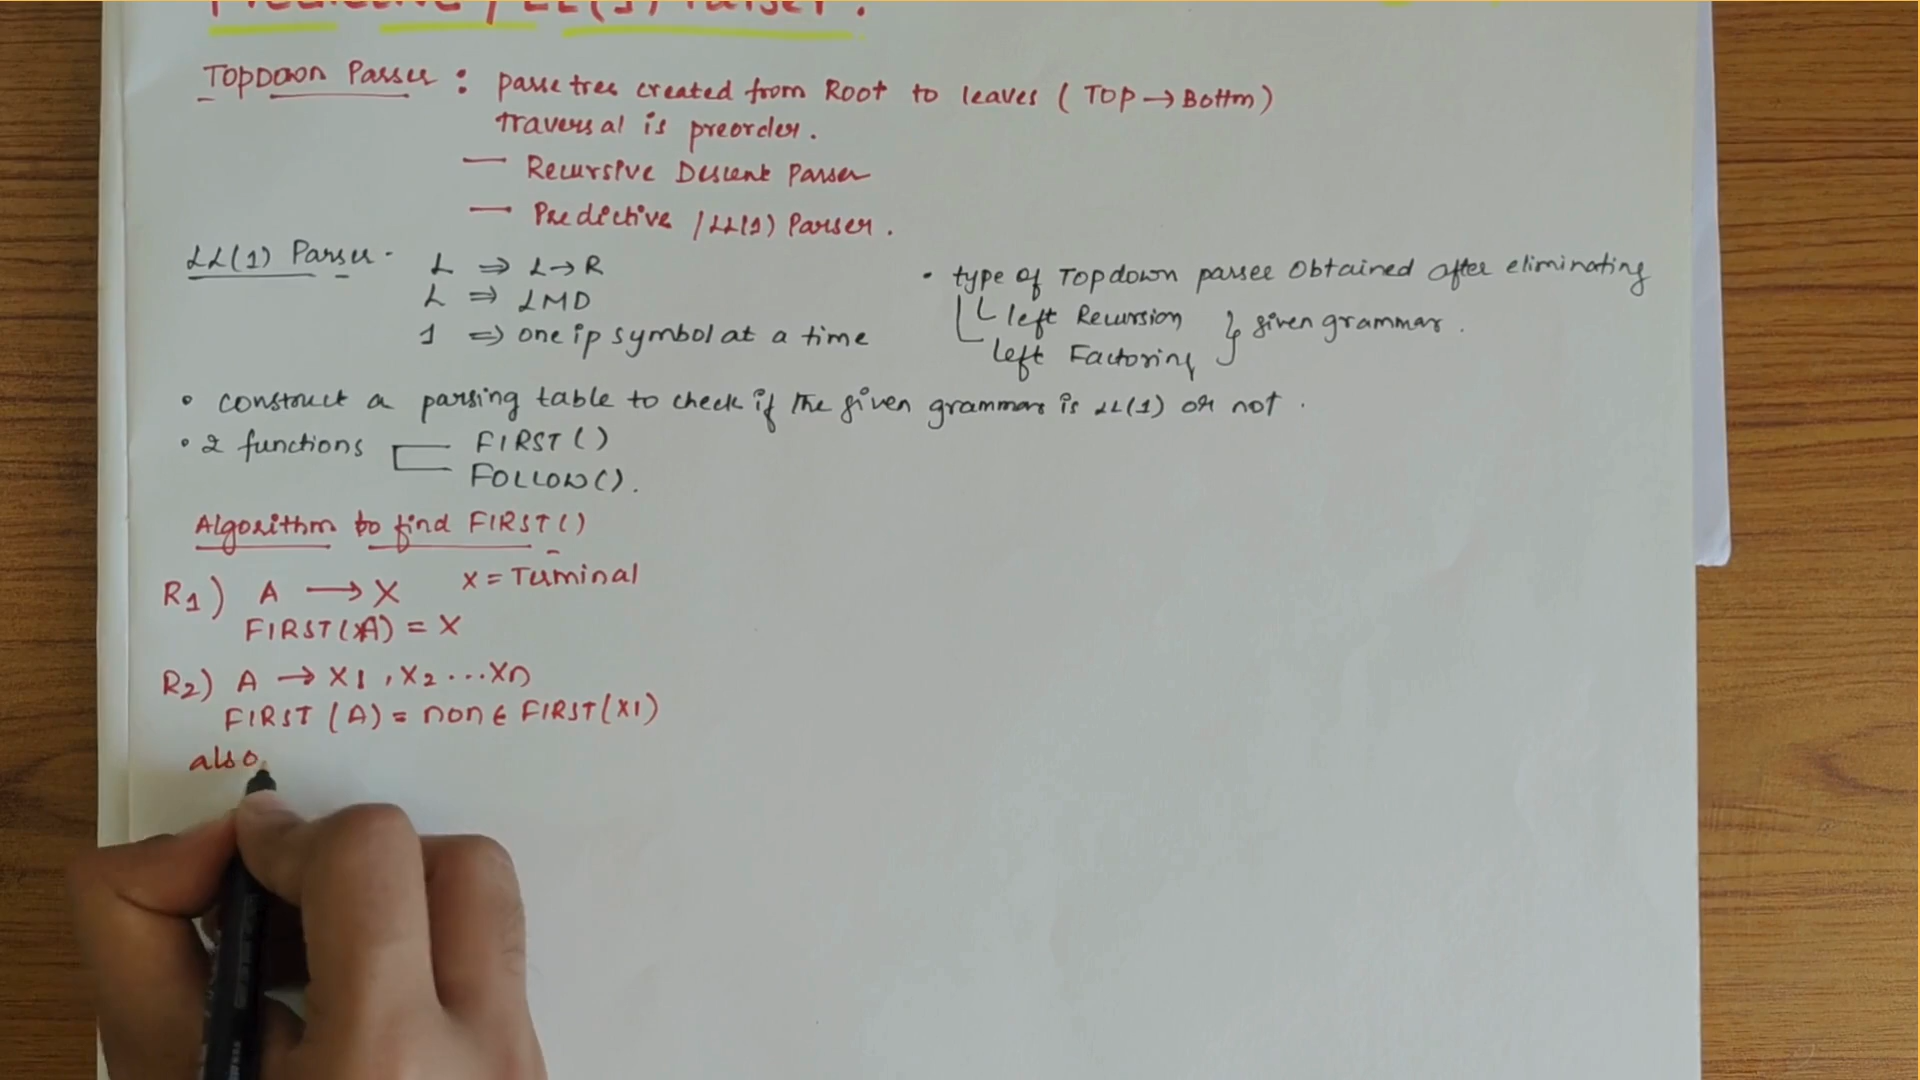 Predictive / LL(1) Parser :
TOPDOWN Parser : parse tree created from Root to leaves ( TOP → Bottm )
traversal is preorder .
— Recursive Descent Parser
— Predictive / LL(1) Parser .
LL(1) Parser - L ⇒ L→R
L ⇒ LMD
1 ⇒ one ip symbol at a time
• type of Topdown parser Obtained after eliminating
left Recursion } given grammar .
left Factoring
• construct a parsing table to check if the given grammar is LL(1) or not .
• 2 functions FIRST ( )
FOLLOW ( ) .
Algorithm to find FIRST ( )
R1 ) A → X X = Terminal
FIRST (A) = X
R2 ) A → X1 , X2 ... Xn
FIRST (A) = non ε FIRST (X1)
also